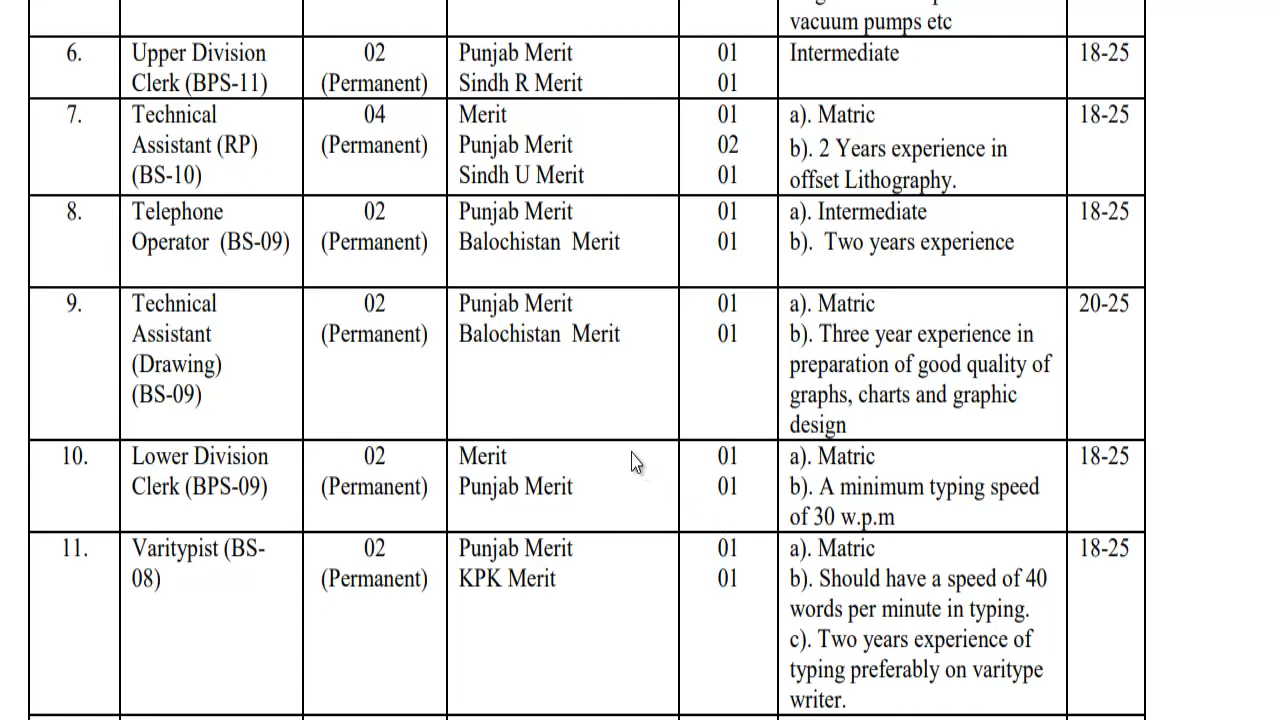 vacuum pumps etc
6. Upper Division Clerk (BPS-11) 02 (Permanent) Punjab Merit 01 Sindh R Merit 01 Intermediate 18-25
7. Technical Assistant (RP) (BS-10) 04 (Permanent) Merit 01 Punjab Merit 02 Sindh U Merit 01 a). Matric b). 2 Years experience in offset Lithography. 18-25
8. Telephone Operator (BS-09) 02 (Permanent) Punjab Merit 01 Balochistan Merit 01 a). Intermediate b). Two years experience 18-25
9. Technical Assistant (Drawing) (BS-09) 02 (Permanent) Punjab Merit 01 Balochistan Merit 01 a). Matric b). Three year experience in preparation of good quality of graphs, charts and graphic design 20-25
10. Lower Division Clerk (BPS-09) 02 (Permanent) Merit 01 Punjab Merit 01 a). Matric b). A minimum typing speed of 30 w.p.m 18-25
11. Varitypist (BS-08) 02 (Permanent) Punjab Merit 01 KPK Merit 01 a). Matric b). Should have a speed of 40 words per minute in typing. c). Two years experience of typing preferably on varitype writer. 18-25